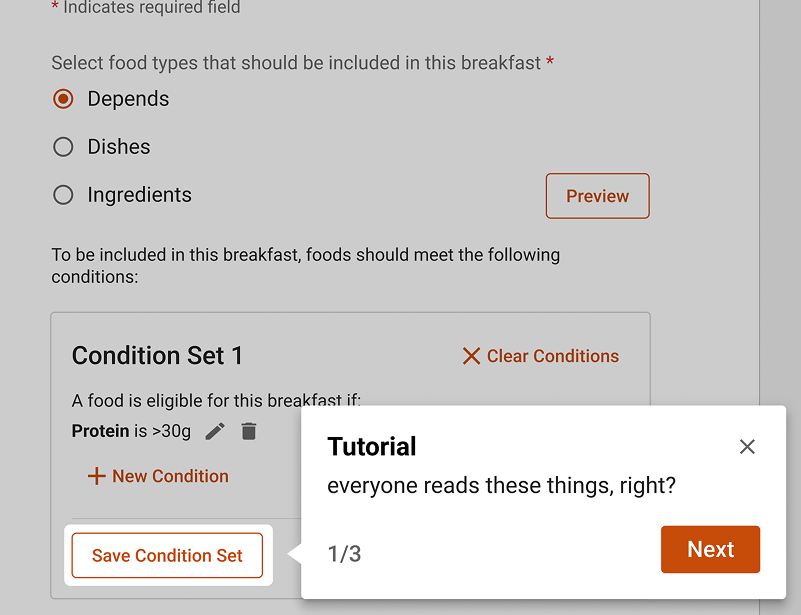 * Indicates required field
Select food types that should be included in this breakfast *
Depends
Dishes
Ingredients
Preview
To be included in this breakfast, foods should meet the following
conditions:
Condition Set 1
Clear Conditions
A food is eligible for this breakfast if:
Protein is >30g
New Condition
Save Condition Set
Tutorial
everyone reads these things, right?
1/3
Next